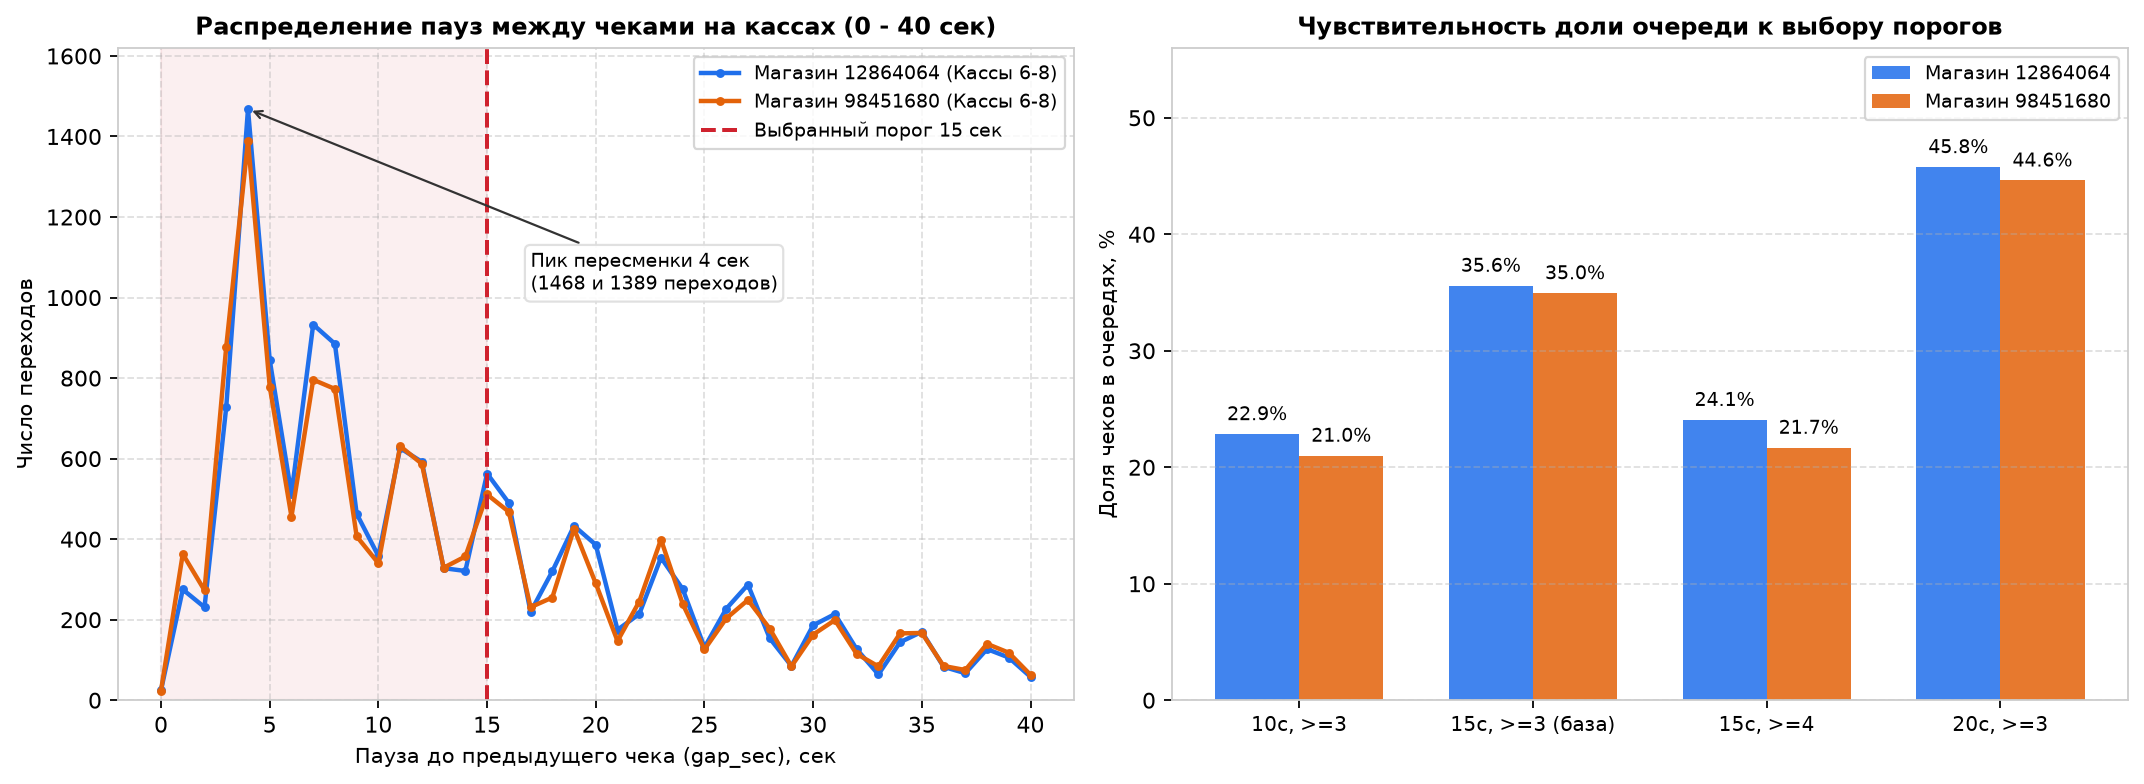 Распределение пауз между чеками на кассах (0 - 40 сек)
Число переходов
1600
1400
1200
1000
800
600
400
200
0
Магазин 12864064 (Кассы 6-8)
Магазин 98451680 (Кассы 6-8)
Выбранный порог 15 сек
Пик пересменки 4 сек
(1468 и 1389 переходов)
0 5 10 15 20 25 30 35 40
Пауза до предыдущего чека (gap_sec), сек
Чувствительность доли очереди к выбору порогов
Доля чеков в очередях, %
50
40
30
20
10
0
Магазин 12864064
Магазин 98451680
22.9% 21.0%
35.6% 35.0%
24.1% 21.7%
45.8% 44.6%
10с, >=3 15с, >=3 (база) 15с, >=4 20с, >=3